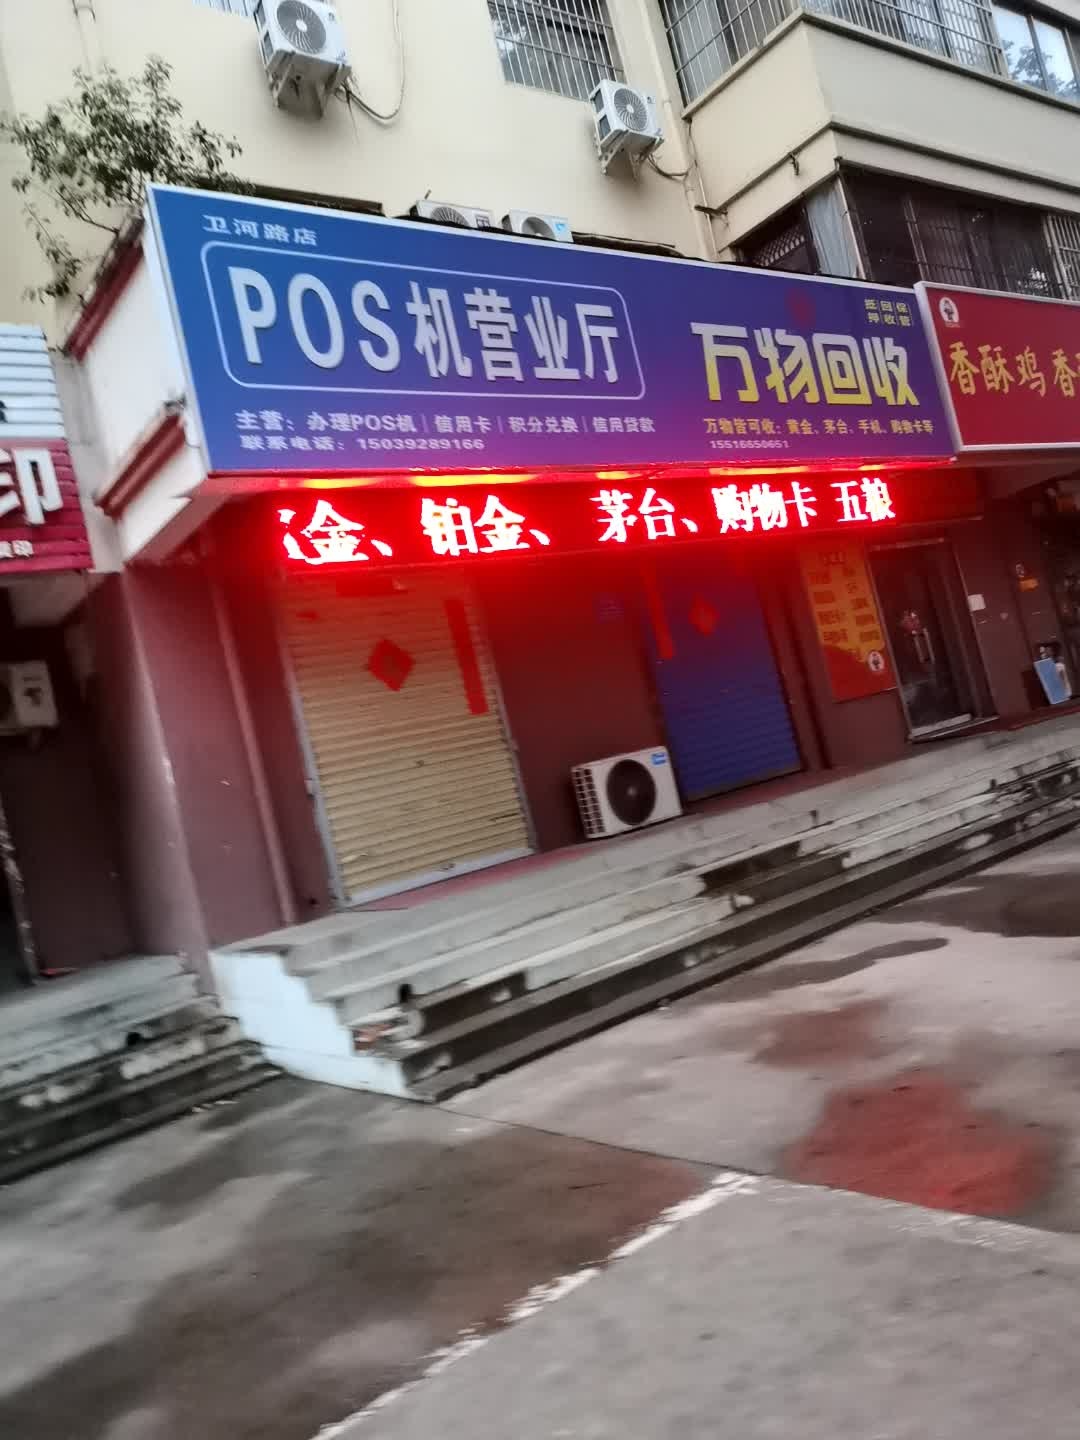 卫河路店
POS机营业厅
主营：办理POS机｜信用卡｜积分兑换｜信用贷款
联系电话：15039289166
抵押 回收 保管
万物回收
万物皆可收：黄金、茅台、手机、购物卡等
15516650651
香酥鸡香
金、铂金、 茅台、购物卡 五粮
印